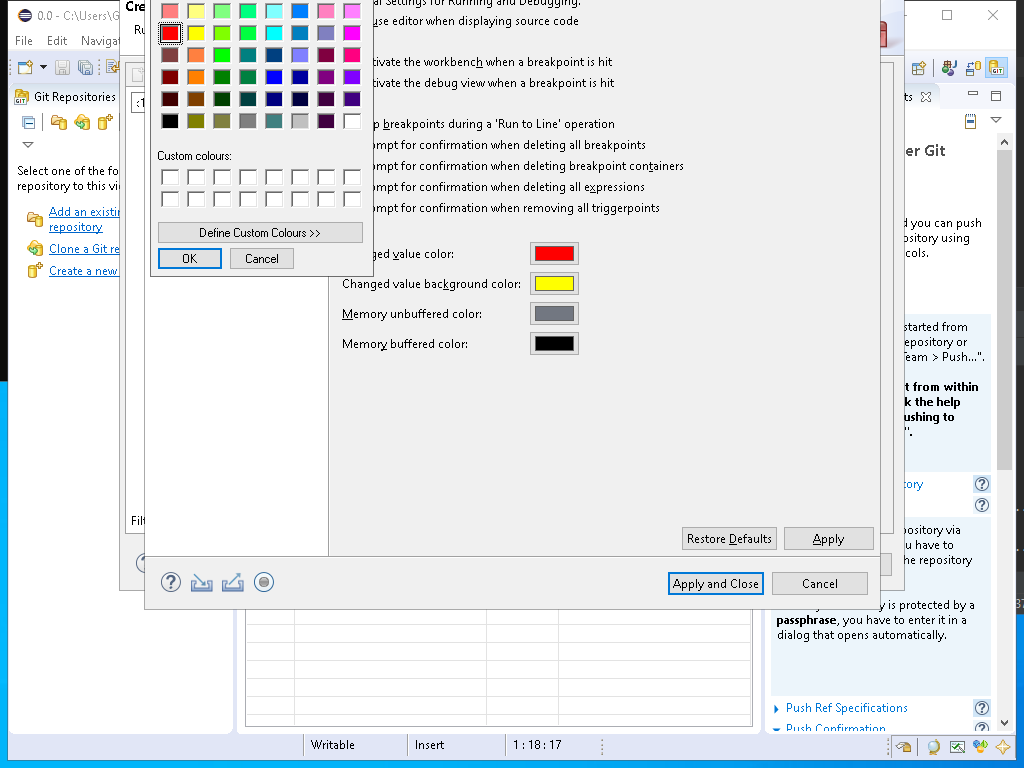 0.0 - C:\Users\G
File
Edit
Navigat
Git Repositories
Select one of the fo
repository to this vi
Add an existin
repository
Clone a Git re
Create a new
Cre
Ru
Filt
Custom colours:
Define Custom Colours >>
OK
Cancel
al Settings for Running and Debugging.
use editor when displaying source code
tivate the workbench when a breakpoint is hit
tivate the debug view when a breakpoint is hit
p breakpoints during a 'Run to Line' operation
ompt for confirmation when deleting all breakpoints
ompt for confirmation when deleting breakpoint containers
ompt for confirmation when deleting all expressions
ompt for confirmation when removing all triggerpoints
ged value color:
Changed value background color:
Memory unbuffered color:
Memory buffered color:
Restore Defaults
Apply
Apply and Close
Cancel
ts
er Git
d you can push
ository using
cols.
started from
epository or
Team > Push...".
t from within
k the help
ushing to
".
tory
pository via
u have to
he repository
y is protected by a
passphrase, you have to enter it in a
dialog that opens automatically.
Push Ref Specifications
Push Confirmation
Writable
Insert
1 : 18 : 17